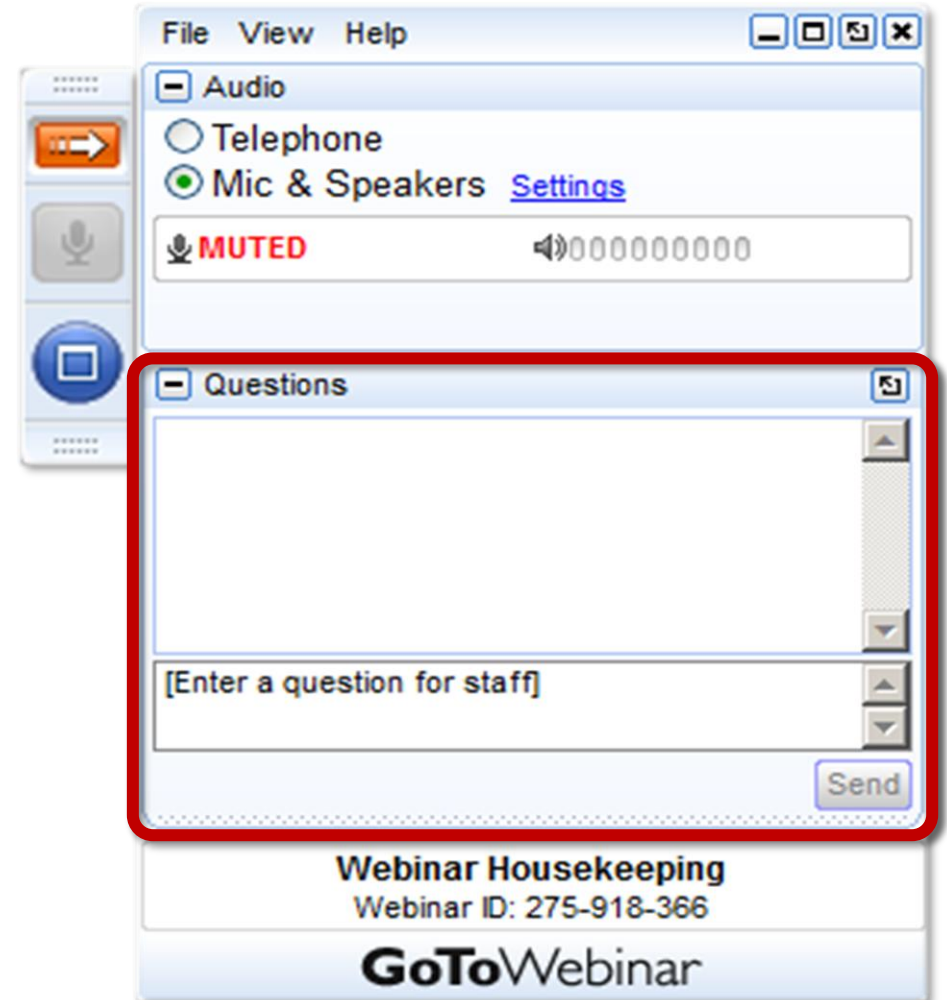 File View Help
Audio
Telephone
Mic & Speakers Settings
MUTED
Questions
[Enter a question for staff]
Send
Webinar Housekeeping
Webinar ID: 275-918-366
GoToWebinar